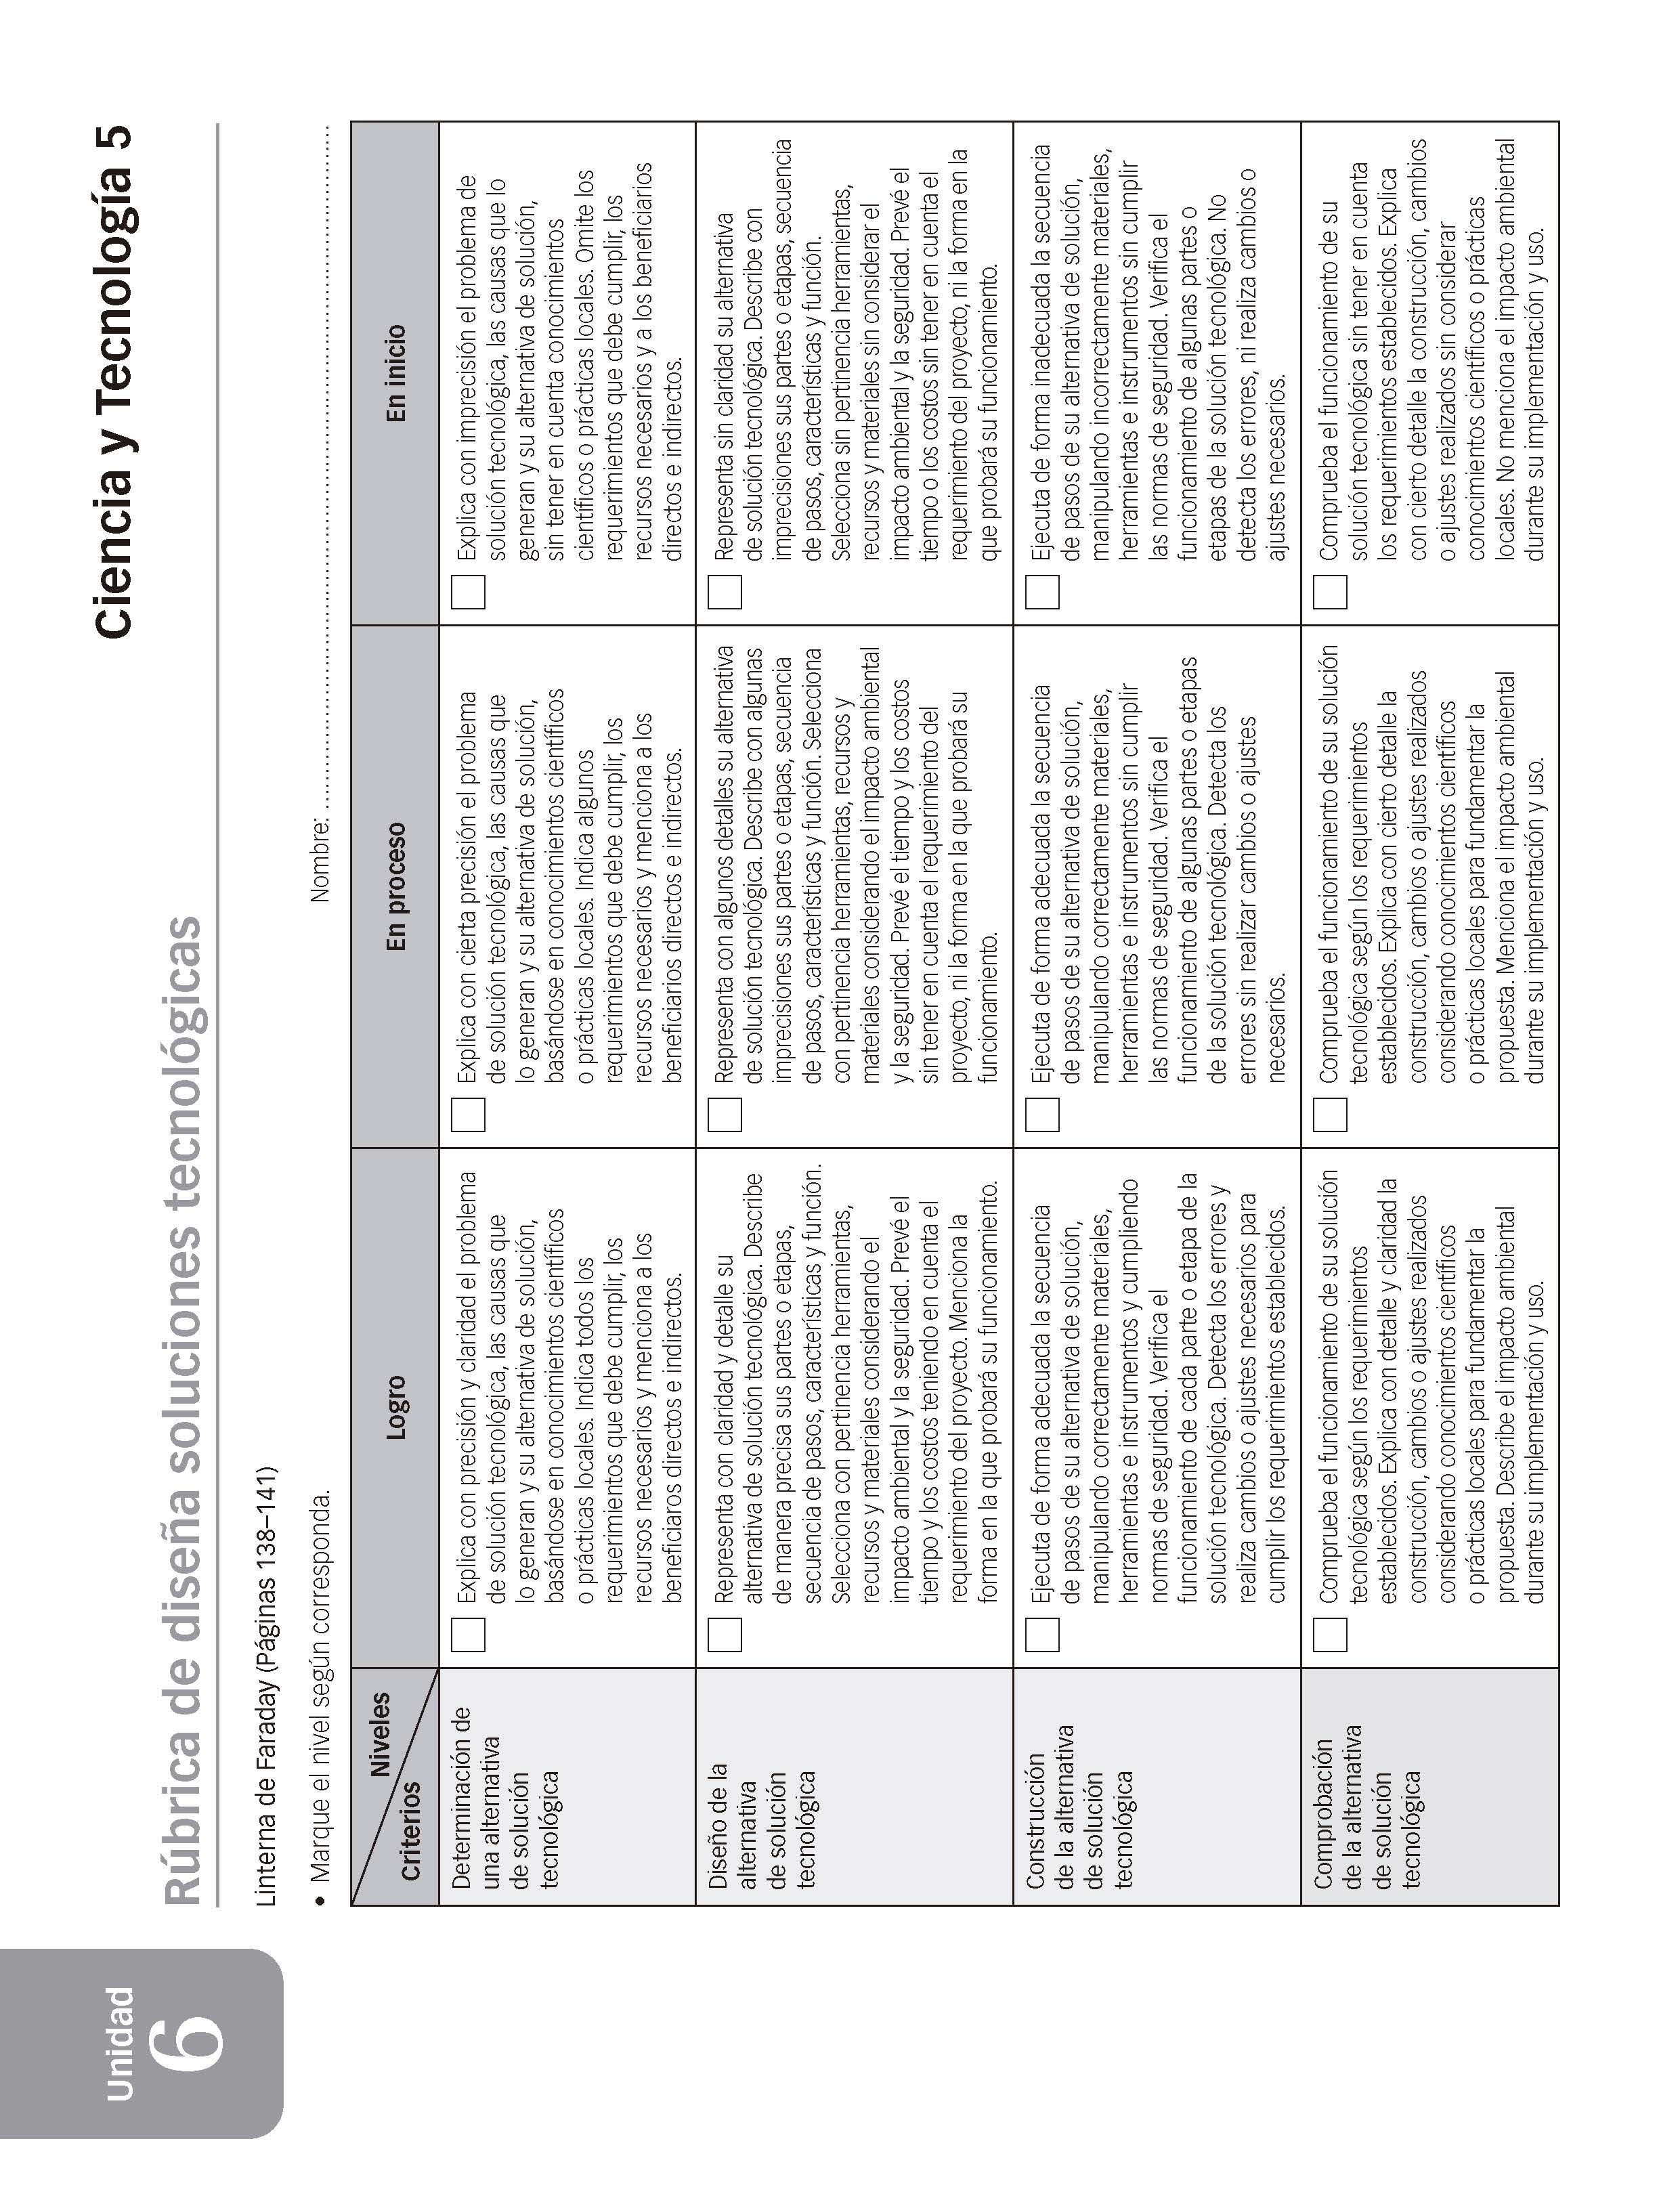 Unidad
6
Ciencia y Tecnología 5
Rúbrica de diseña soluciones tecnológicas
Linterna de Faraday (Páginas 138–141)
• Marque el nivel según corresponda.
Nombre: ........................................................................
Niveles
Criterios
Logro
En proceso
En inicio
Determinación de
una alternativa
de solución
tecnológica
Explica con precisión y claridad el problema
de solución tecnológica, las causas que
lo generan y su alternativa de solución,
basándose en conocimientos científicos
o prácticas locales. Indica todos los
requerimientos que debe cumplir, los
recursos necesarios y menciona a los
beneficiaros directos e indirectos.
Explica con cierta precisión el problema
de solución tecnológica, las causas que
lo generan y su alternativa de solución,
basándose en conocimientos científicos
o prácticas locales. Indica algunos
requerimientos que debe cumplir, los
recursos necesarios y menciona a los
beneficiarios directos e indirectos.
Explica con imprecisión el problema de
solución tecnológica, las causas que lo
generan y su alternativa de solución,
sin tener en cuenta conocimientos
científicos o prácticas locales. Omite los
requerimientos que debe cumplir, los
recursos necesarios y a los beneficiarios
directos e indirectos.
Diseño de la
alternativa
de solución
tecnológica
Representa con claridad y detalle su
alternativa de solución tecnológica. Describe
de manera precisa sus partes o etapas,
secuencia de pasos, características y función.
Selecciona con pertinencia herramientas,
recursos y materiales considerando el
impacto ambiental y la seguridad. Prevé el
tiempo y los costos teniendo en cuenta el
requerimiento del proyecto. Menciona la
forma en la que probará su funcionamiento.
Representa con algunos detalles su alternativa
de solución tecnológica. Describe con algunas
imprecisiones sus partes o etapas, secuencia
de pasos, características y función. Selecciona
con pertinencia herramientas, recursos y
materiales considerando el impacto ambiental
y la seguridad. Prevé el tiempo y los costos
sin tener en cuenta el requerimiento del
proyecto, ni la forma en la que probará su
funcionamiento.
Representa sin claridad su alternativa
de solución tecnológica. Describe con
imprecisiones sus partes o etapas, secuencia
de pasos, características y función.
Selecciona sin pertinencia herramientas,
recursos y materiales sin considerar el
impacto ambiental y la seguridad. Prevé el
tiempo o los costos sin tener en cuenta el
requerimiento del proyecto, ni la forma en la
que probará su funcionamiento.
Construcción
de la alternativa
de solución
tecnológica
Ejecuta de forma adecuada la secuencia
de pasos de su alternativa de solución,
manipulando correctamente materiales,
herramientas e instrumentos y cumpliendo
normas de seguridad. Verifica el
funcionamiento de cada parte o etapa de la
solución tecnológica. Detecta los errores y
realiza cambios o ajustes necesarios para
cumplir los requerimientos establecidos.
Ejecuta de forma adecuada la secuencia
de pasos de su alternativa de solución,
manipulando correctamente materiales,
herramientas e instrumentos sin cumplir
las normas de seguridad. Verifica el
funcionamiento de algunas partes o etapas
de la solución tecnológica. Detecta los
errores sin realizar cambios o ajustes
necesarios.
Ejecuta de forma inadecuada la secuencia
de pasos de su alternativa de solución,
manipulando incorrectamente materiales,
herramientas e instrumentos sin cumplir
las normas de seguridad. Verifica el
funcionamiento de algunas partes o
etapas de la solución tecnológica. No
detecta los errores, ni realiza cambios o
ajustes necesarios.
Comprobación
de la alternativa
de solución
tecnológica
Comprueba el funcionamiento de su solución
tecnológica según los requerimientos
establecidos. Explica con detalle y claridad la
construcción, cambios o ajustes realizados
considerando conocimientos científicos
o prácticas locales para fundamentar la
propuesta. Describe el impacto ambiental
durante su implementación y uso.
Comprueba el funcionamiento de su solución
tecnológica según los requerimientos
establecidos. Explica con cierto detalle la
construcción, cambios o ajustes realizados
considerando conocimientos científicos
o prácticas locales para fundamentar la
propuesta. Menciona el impacto ambiental
durante su implementación y uso.
Comprueba el funcionamiento de su
solución tecnológica sin tener en cuenta
los requerimientos establecidos. Explica
con cierto detalle la construcción, cambios
o ajustes realizados sin considerar
conocimientos científicos o prácticas
locales. No menciona el impacto ambiental
durante su implementación y uso.